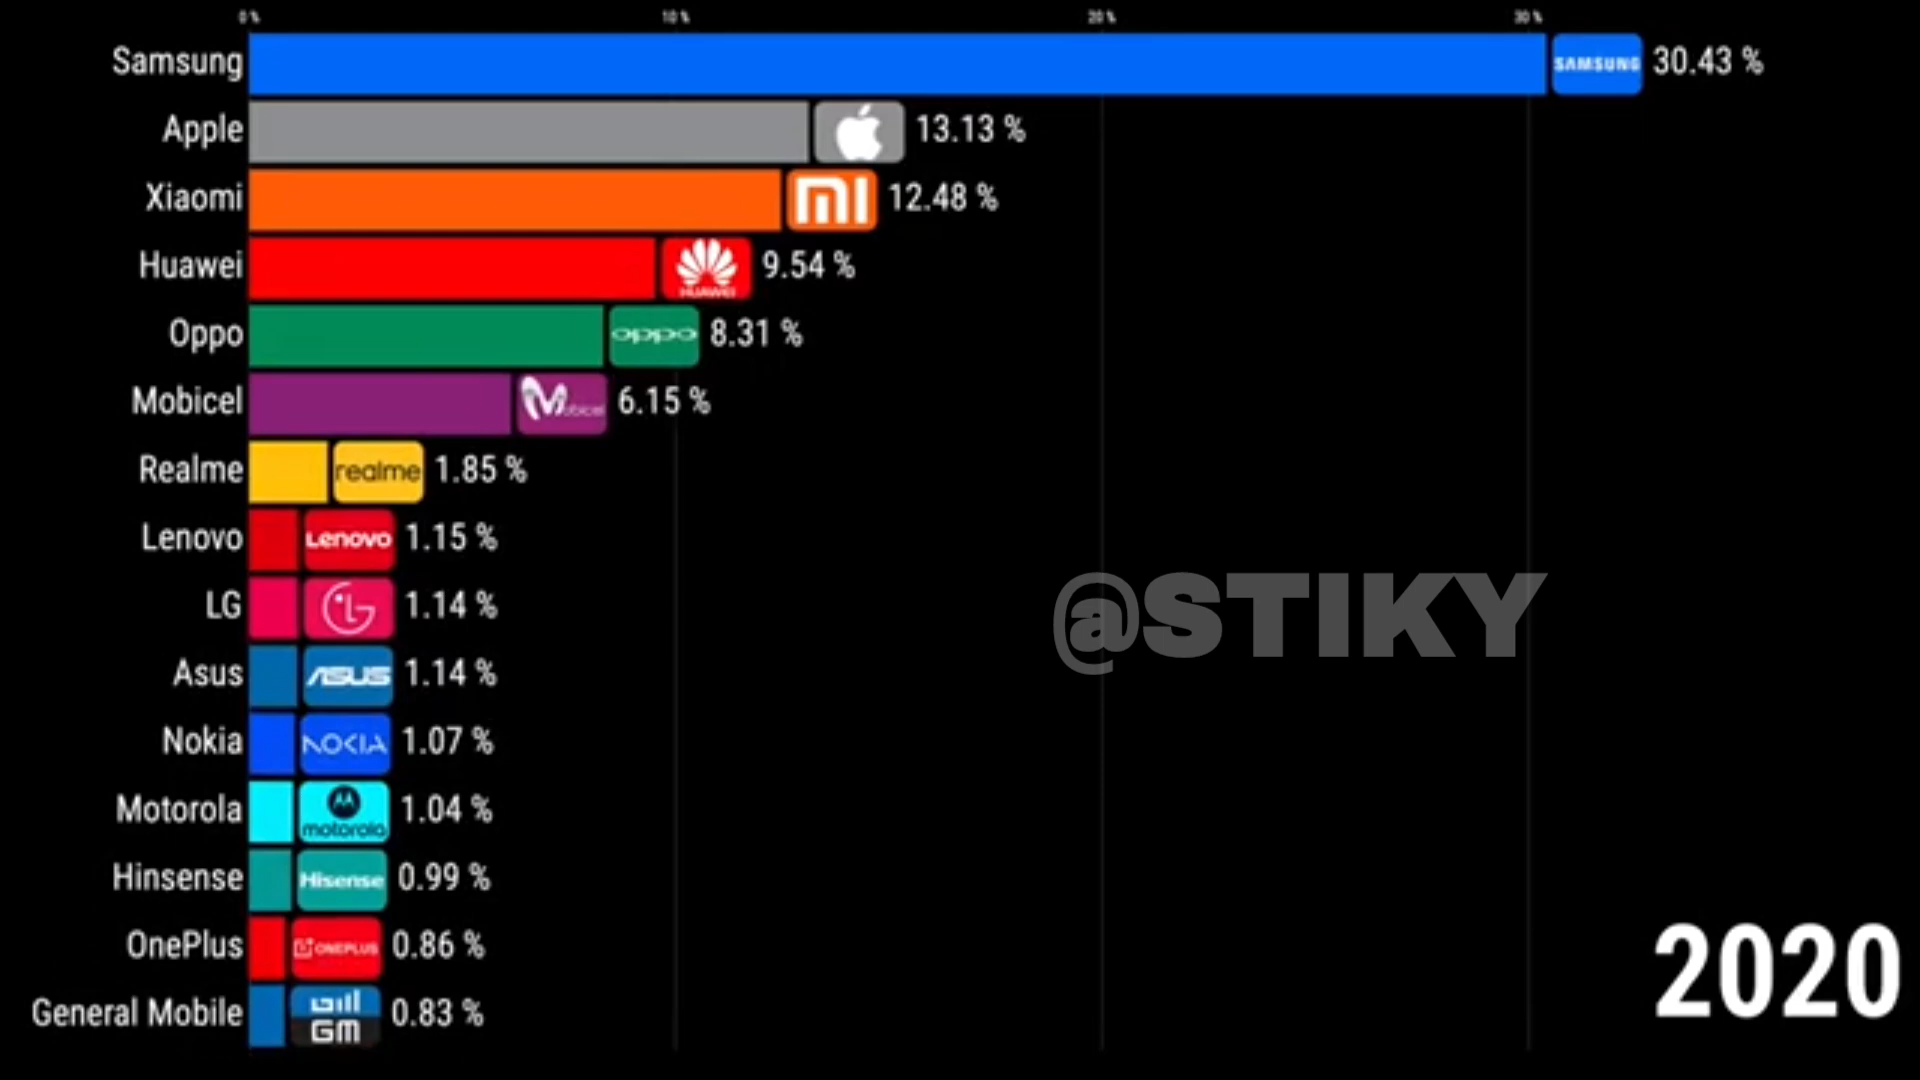 0 % 10 % 20 % 30 %
Samsung SAMSUNG 30.43 %
Apple 13.13 %
Xiaomi MI 12.48 %
Huawei HUAWEI 9.54 %
Oppo oppo 8.31 %
Mobicel Mobicel 6.15 %
Realme realme 1.85 %
Lenovo Lenovo 1.15 %
LG LG 1.14 %
Asus ASUS 1.14 %
@STIKY
Nokia NOKIA 1.07 %
Motorola motorola 1.04 %
Hinsense Hisense 0.99 %
OnePlus ONEPLUS 0.86 %
General Mobile GM 0.83 %
2020